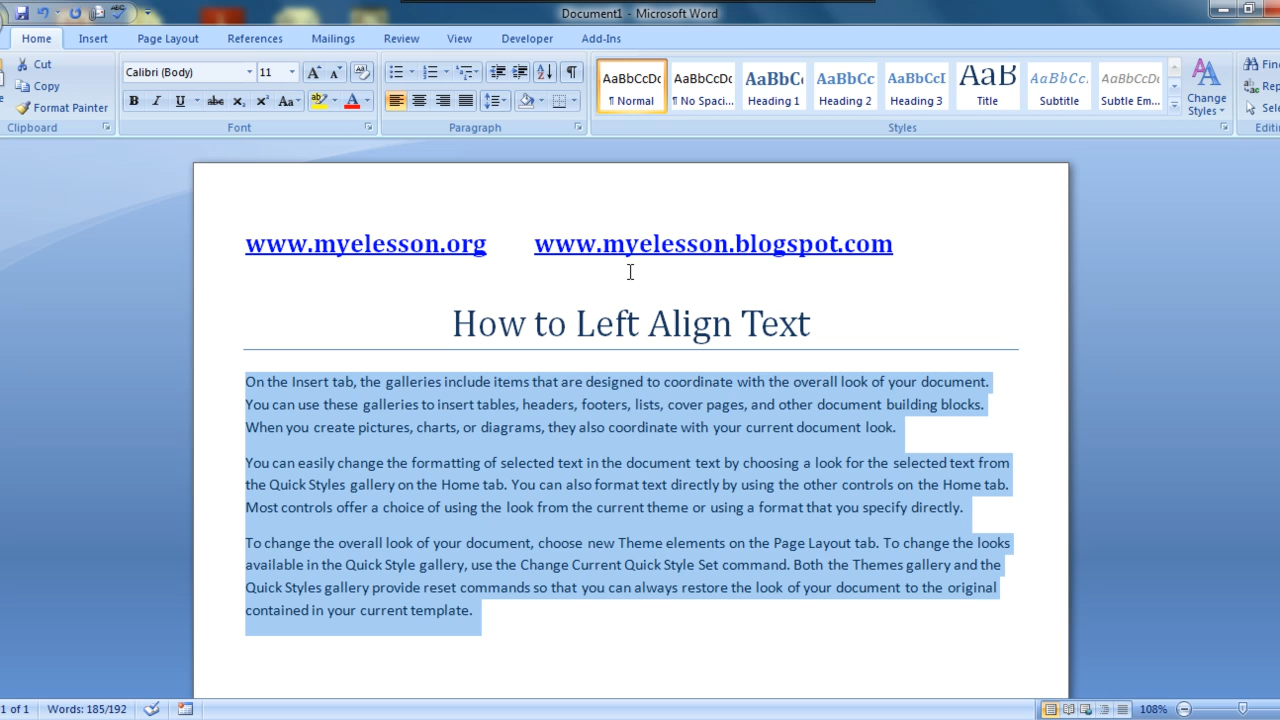 Document1 - Microsoft Word
Home Insert Page Layout References Mailings Review View Developer Add-Ins
Cut
Copy
Format Painter
Clipboard
Calibri (Body) 11
Font
Paragraph
AaBbCcDc AaBbCcDc AaBbC AaBbCc AaBbCcI AaB AaBbCc. AaBbCcDc
¶ Normal ¶ No Spaci... Heading 1 Heading 2 Heading 3 Title Subtitle Subtle Em...
Change
Styles
Styles
Fin
Rep
Sele
Editin
www.myelesson.org www.myelesson.blogspot.com
How to Left Align Text
On the Insert tab, the galleries include items that are designed to coordinate with the overall look of your document.
You can use these galleries to insert tables, headers, footers, lists, cover pages, and other document building blocks.
When you create pictures, charts, or diagrams, they also coordinate with your current document look.
You can easily change the formatting of selected text in the document text by choosing a look for the selected text from
the Quick Styles gallery on the Home tab. You can also format text directly by using the other controls on the Home tab.
Most controls offer a choice of using the look from the current theme or using a format that you specify directly.
To change the overall look of your document, choose new Theme elements on the Page Layout tab. To change the looks
available in the Quick Style gallery, use the Change Current Quick Style Set command. Both the Themes gallery and the
Quick Styles gallery provide reset commands so that you can always restore the look of your document to the original
contained in your current template.
1 of 1 Words: 185/192 108%